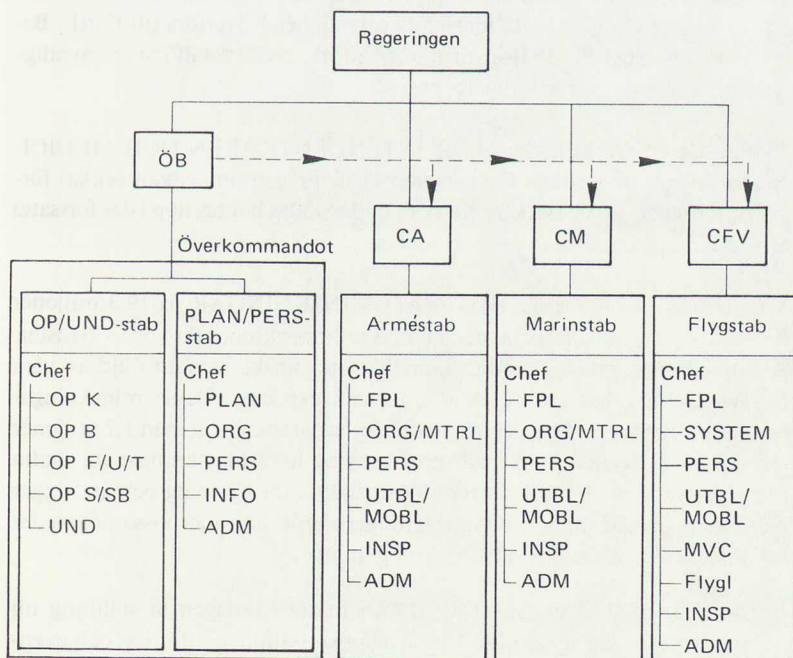 Regeringen
ÖB
CA
CM
CFV
Överkommandot
OP/UND-stab
Chef
OP K
OP B
OP F/U/T
OP S/SB
UND
PLAN/PERS-
stab
Chef
PLAN
ORG
PERS
INFO
ADM
Arméstab
Chef
FPL
ORG/MTRL
PERS
UTBL/
MOBL
INSP
ADM
Marinstab
Chef
FPL
ORG/MTRL
PERS
UTBL/
MOBL
INSP
ADM
Flygstab
Chef
FPL
SYSTEM
PERS
UTBL/
MOBL
MVC
Flygl
INSP
ADM